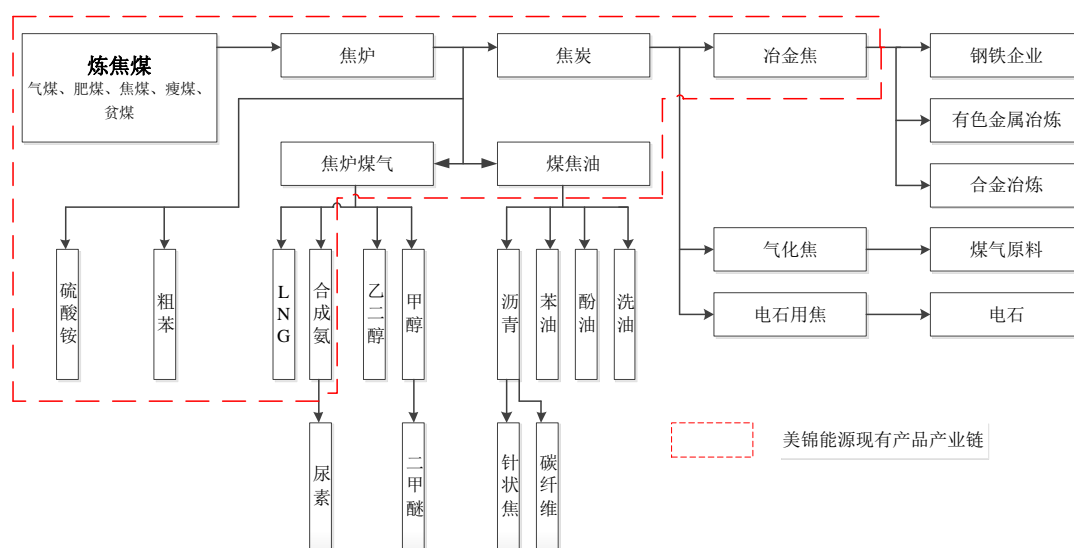 炼焦煤
气煤、肥煤、焦煤、瘦煤、
贫煤
焦炉
焦炭
冶金焦
钢铁企业
有色金属冶炼
合金冶炼
焦炉煤气
煤焦油
气化焦
煤气原料
电石用焦
电石
硫酸铵
粗苯
LNG
合成氨
乙二醇
甲醇
沥青
苯油
酚油
洗油
尿素
二甲醚
针状焦
碳纤维
美锦能源现有产品产业链